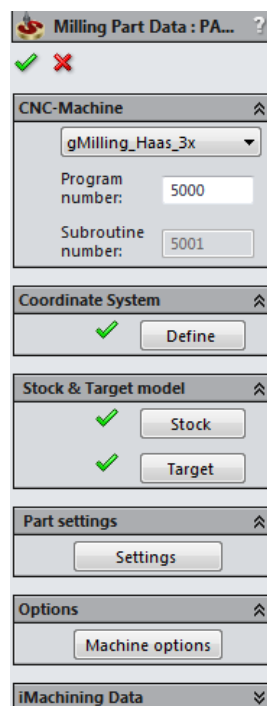 Milling Part Data : PA... ?
CNC-Machine
gMilling_Haas_3x
Program
number:
5000
Subroutine
number:
5001
Coordinate System
Define
Stock & Target model
Stock
Target
Part settings
Settings
Options
Machine options
iMachining Data